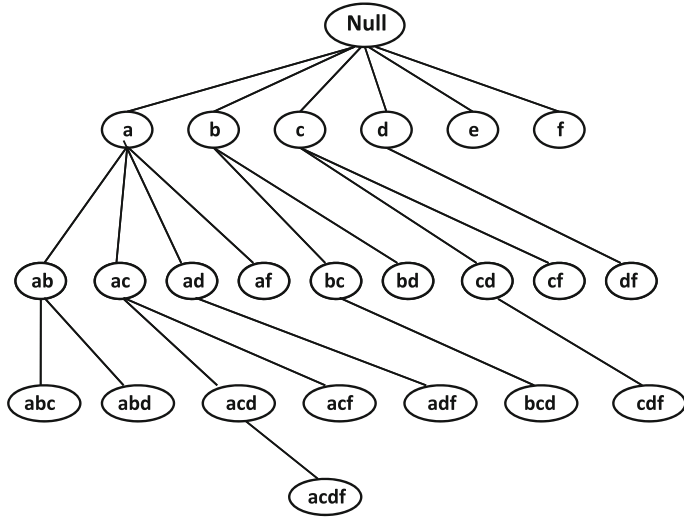 Null
a b c d e f
ab ac ad af bc bd cd cf df
abc abd acd acf adf bcd cdf
acdf